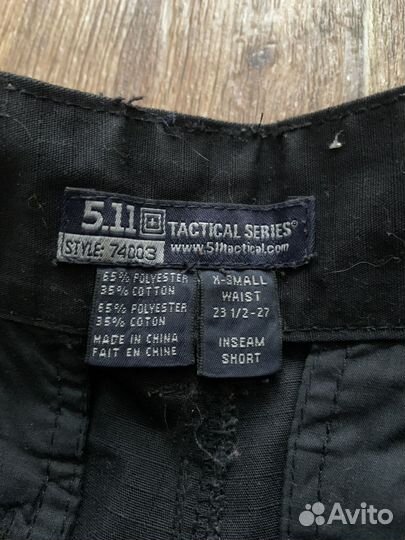 5.11 TACTICAL SERIES®
STYLE: 74003 www.511tactical.com
65% POLYESTER
35% COTTON
65% POLYESTER
35% COTON
MADE IN CHINA
FAIT EN CHINE
X-SMALL
WAIST
23 1/2-27
INSEAM
SHORT
Avito